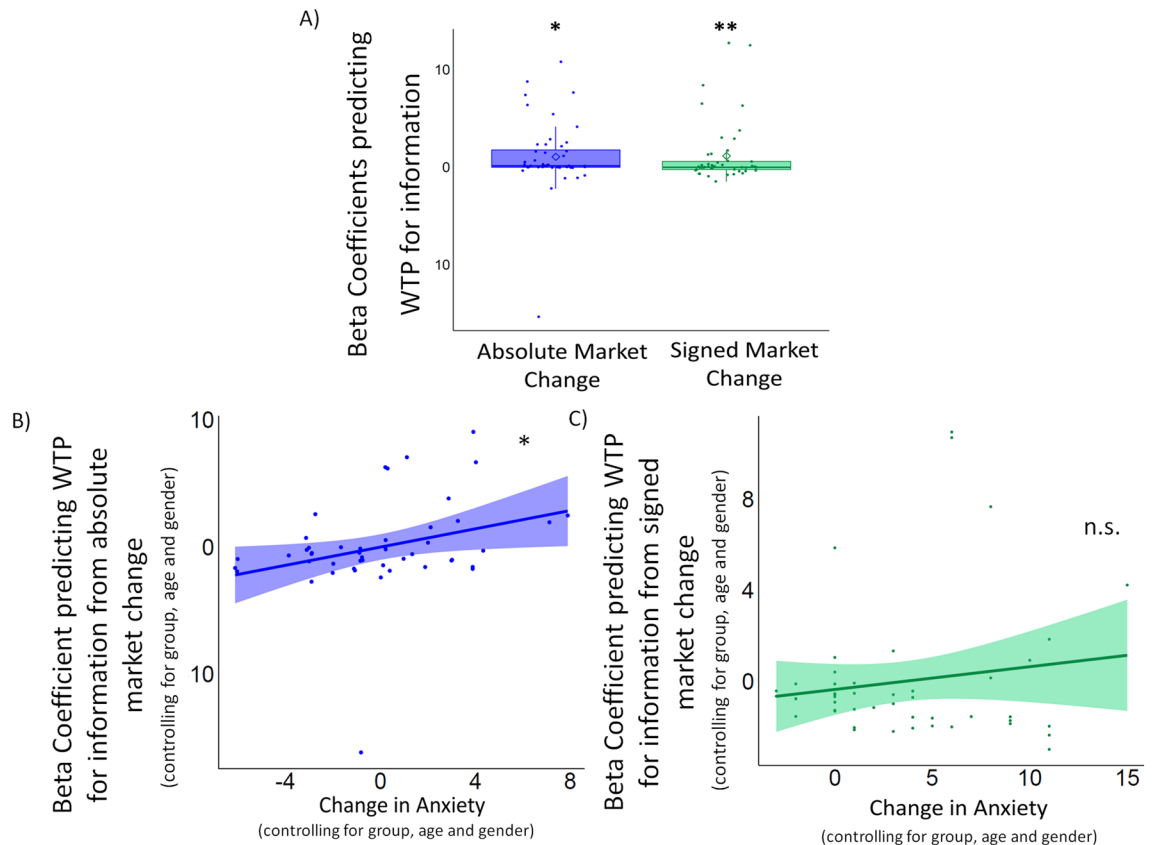 A)
Beta Coefficients predicting
WTP for information
*
**
10
0
10
Absolute Market
Change
Signed Market
Change
B)
Beta Coefficient predicting WTP
for information from absolute
market change
(controlling for group, age and gender)
*
10
0
10
-4
0
4
8
Change in Anxiety
(controlling for group, age and gender)
C)
Beta Coefficient predicting WTP
for information from signed
market change
(controlling for group, age and gender)
n.s.
8
4
0
0
5
10
15
Change in Anxiety
(controlling for group, age and gender)